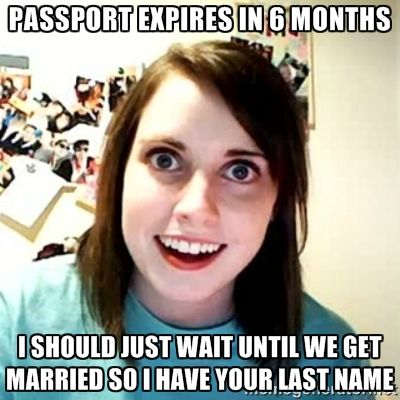 PASSPORT EXPIRES IN 6 MONTHS
I SHOULD JUST WAIT UNTIL WE GET
MARRIED SO I HAVE YOUR LAST NAME